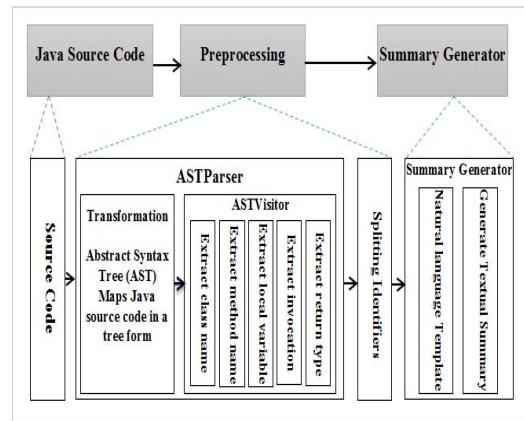 Java Source Code
Preprocessing
Summary Generator
Source Code
ASTParser
Transformation
Abstract Syntax
Tree (AST)
Maps Java
source code in a
tree form
ASTVisitor
Extract class name
Extract method name
Extract local variable
Extract invocation
Extract return type
Splitting Identifiers
Summary Generator
Natural language Template
Generate Textual Summary